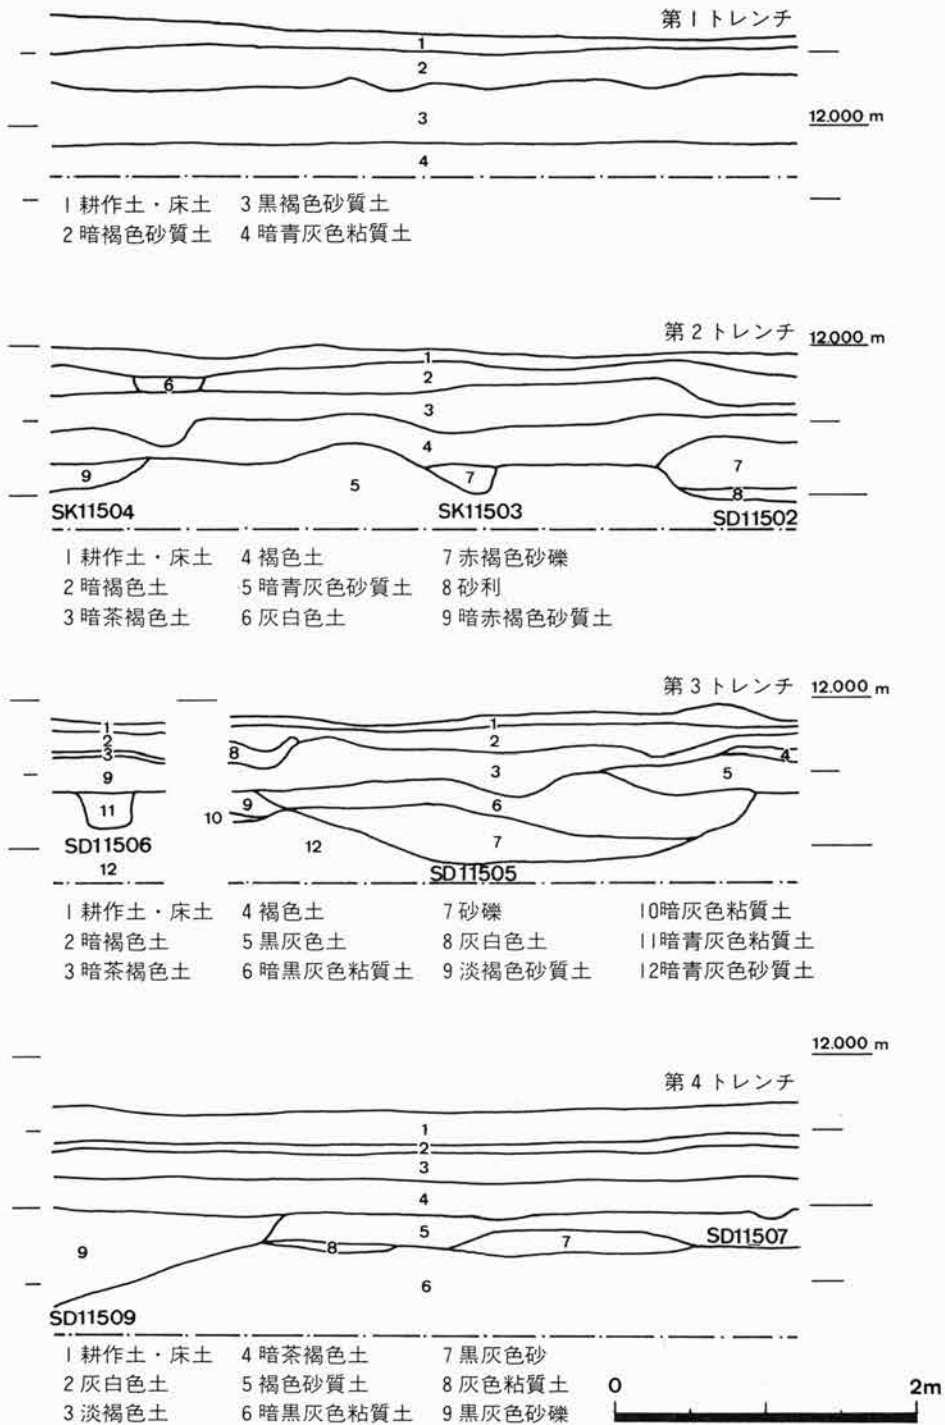 第1トレンチ
1
2
3
12.000 m
4
1 耕作土・床土 3 黒褐色砂質土
2 暗褐色砂質土 4 暗青灰色粘質土
第2トレンチ
12.000 m
1
2
6
3
4
9
5
7
7
8
SK11504
SK11503
SD11502
1 耕作土・床土 4 褐色土 7 赤褐色砂礫
2 暗褐色土 5 暗青灰色砂質土 8 砂利
3 暗茶褐色土 6 灰白色土 9 暗赤褐色砂質土
第3トレンチ
12.000 m
1
2
3
9
11
SD11506
12
1
2
8
3
4
5
9
6
10
12
7
SD11505
1 耕作土・床土 4 褐色土 7 砂礫 10暗灰色粘質土
2 暗褐色土 5 黒灰色土 8 灰白色土 11暗青灰色粘質土
3 暗茶褐色土 6 暗黒灰色粘質土 9 淡褐色砂質土 12暗青灰色砂質土
12.000 m
第4トレンチ
1
2
3
4
5
SD11507
9
8
7
6
SD11509
1 耕作土・床土 4 暗茶褐色土 7 黒灰色砂
2 灰白色土 5 褐色砂質土 8 灰色粘質土
3 淡褐色土 6 暗黒灰色粘質土 9 黒灰色砂礫
0 2m